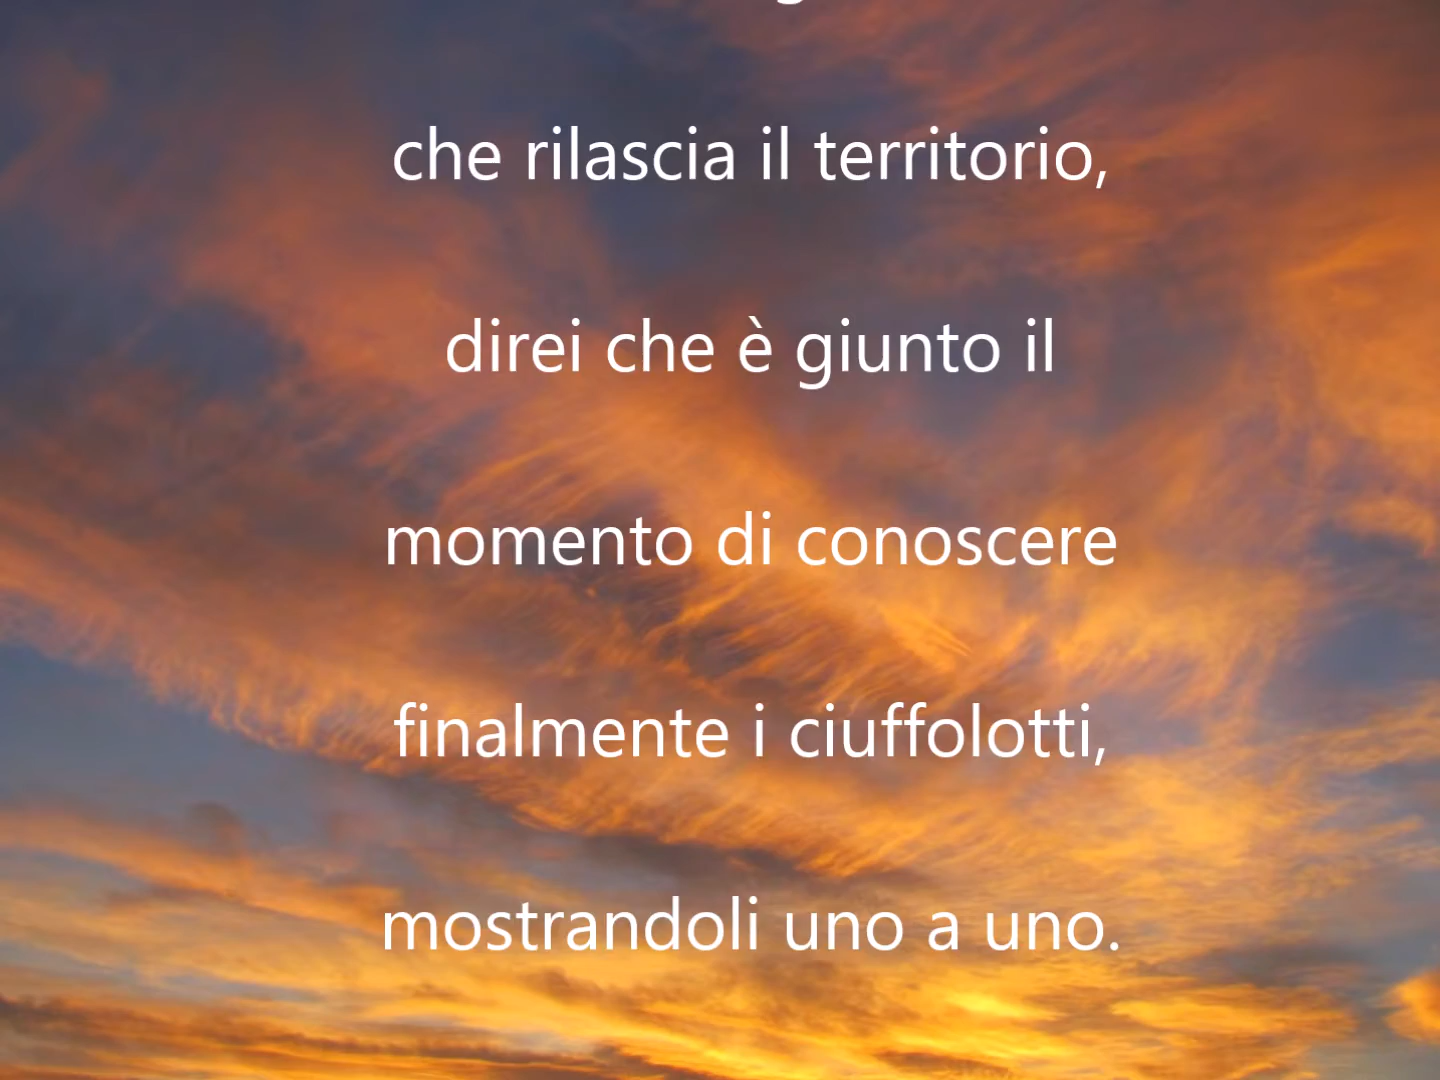 che rilascia il territorio,
direi che è giunto il
momento di conoscere
finalmente i ciuffolotti,
mostrandoli uno a uno.